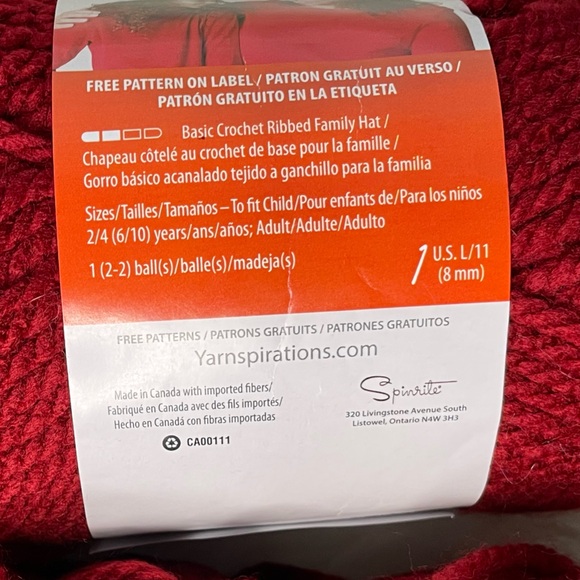 FREE PATTERN ON LABEL / PATRON GRATUIT AU VERSO /
PATRÓN GRATUITO EN LA ETIQUETA
Basic Crochet Ribbed Family Hat /
Chapeau côtelé au crochet de base pour la famille /
Gorro básico acanalado tejido a ganchillo para la familia
Sizes/Tailles/Tamaños – To fit Child/Pour enfants de/Para los niños
2/4 (6/10) years/ans/años; Adult/Adulte/Adulto
1 (2-2) ball(s)/balle(s)/madeja(s)
U.S. L/11
(8 mm)
FREE PATTERNS / PATRONS GRATUITS / PATRONES GRATUITOS
Yarnspirations.com
Made in Canada with imported fibers/
Fabriqué en Canada avec des fils importés/
Hecho en Canadá con fibras importadas
CA00111
Spinrite
320 Livingstone Avenue South
Listowel, Ontario N4W 3H3